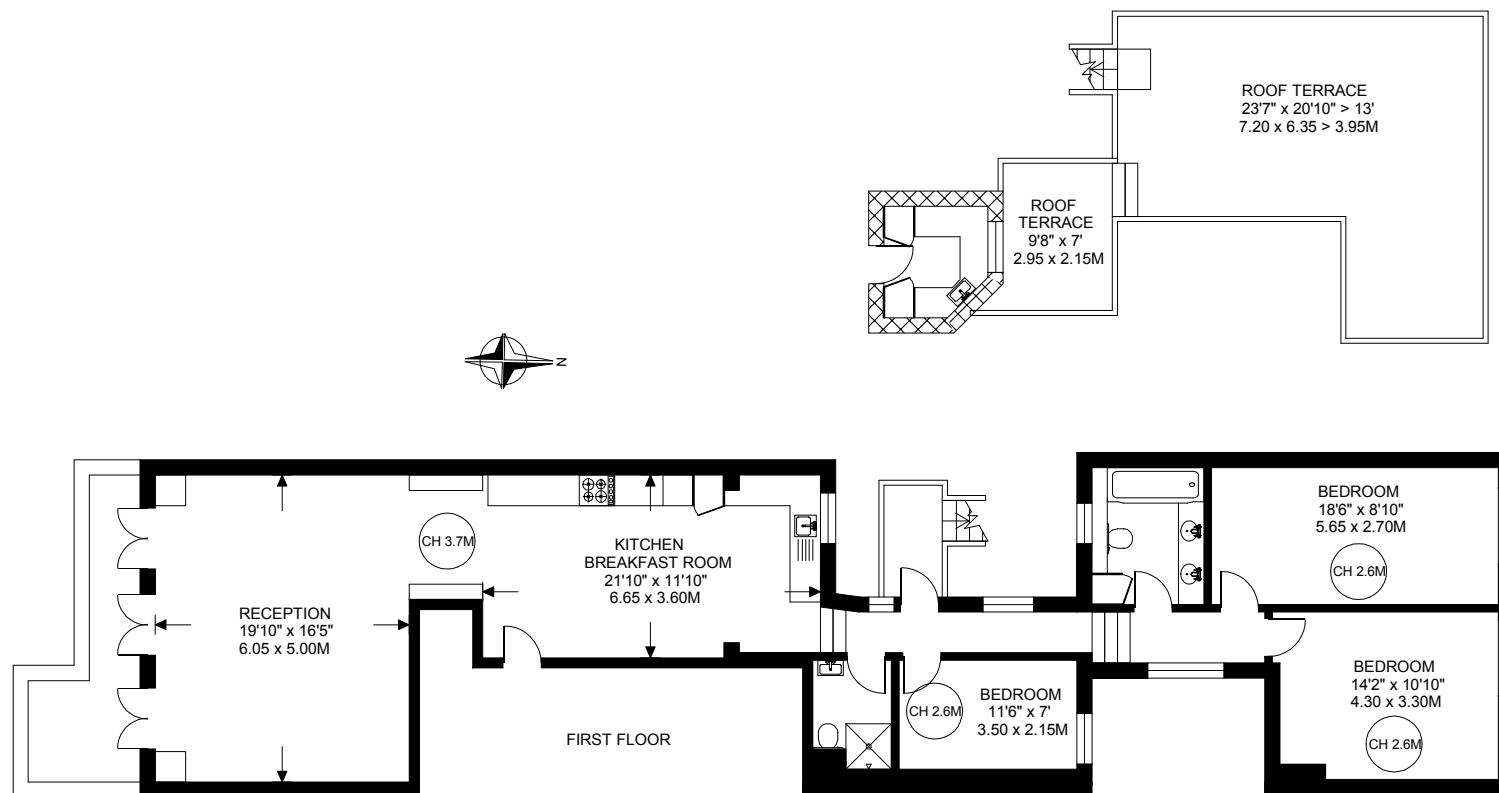 ROOF TERRACE
23'7" x 20'10" > 13'
7.20 x 6.35 > 3.95M
ROOF
TERRACE
9'8" x 7'
2.95 x 2.15M
N
CH 3.7M
KITCHEN
BREAKFAST ROOM
21'10" x 11'10"
6.65 x 3.60M
RECEPTION
19'10" x 16'5"
6.05 x 5.00M
BEDROOM
18'6" x 8'10"
5.65 x 2.70M
CH 2.6M
BEDROOM
14'2" x 10'10"
4.30 x 3.30M
CH 2.6M
CH 2.6M
BEDROOM
11'6" x 7'
3.50 x 2.15M
FIRST FLOOR